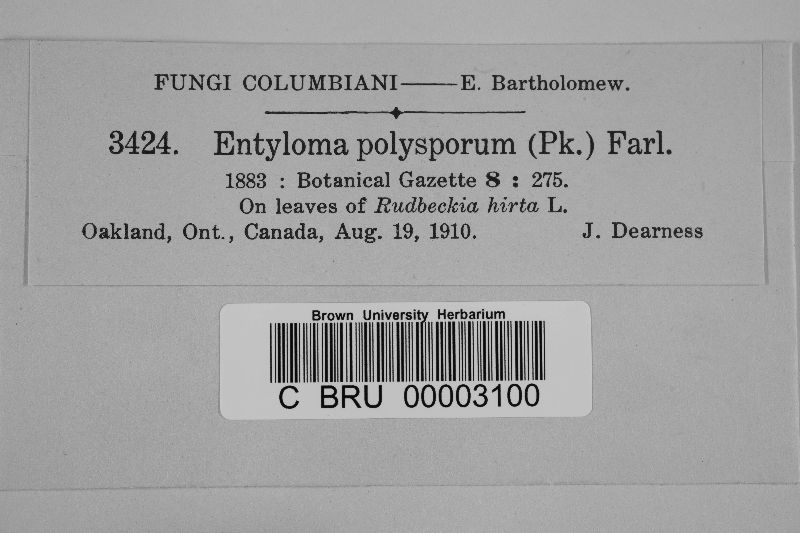 FUNGI COLUMBIANI—E. Bartholomew.
3424. Entyloma polysporum (Pk.) Farl.
1883 : Botanical Gazette 8 : 275.
On leaves of Rudbeckia hirta L.
Oakland, Ont., Canada, Aug. 19, 1910. J. Dearness
Brown University Herbarium
C BRU 00003100